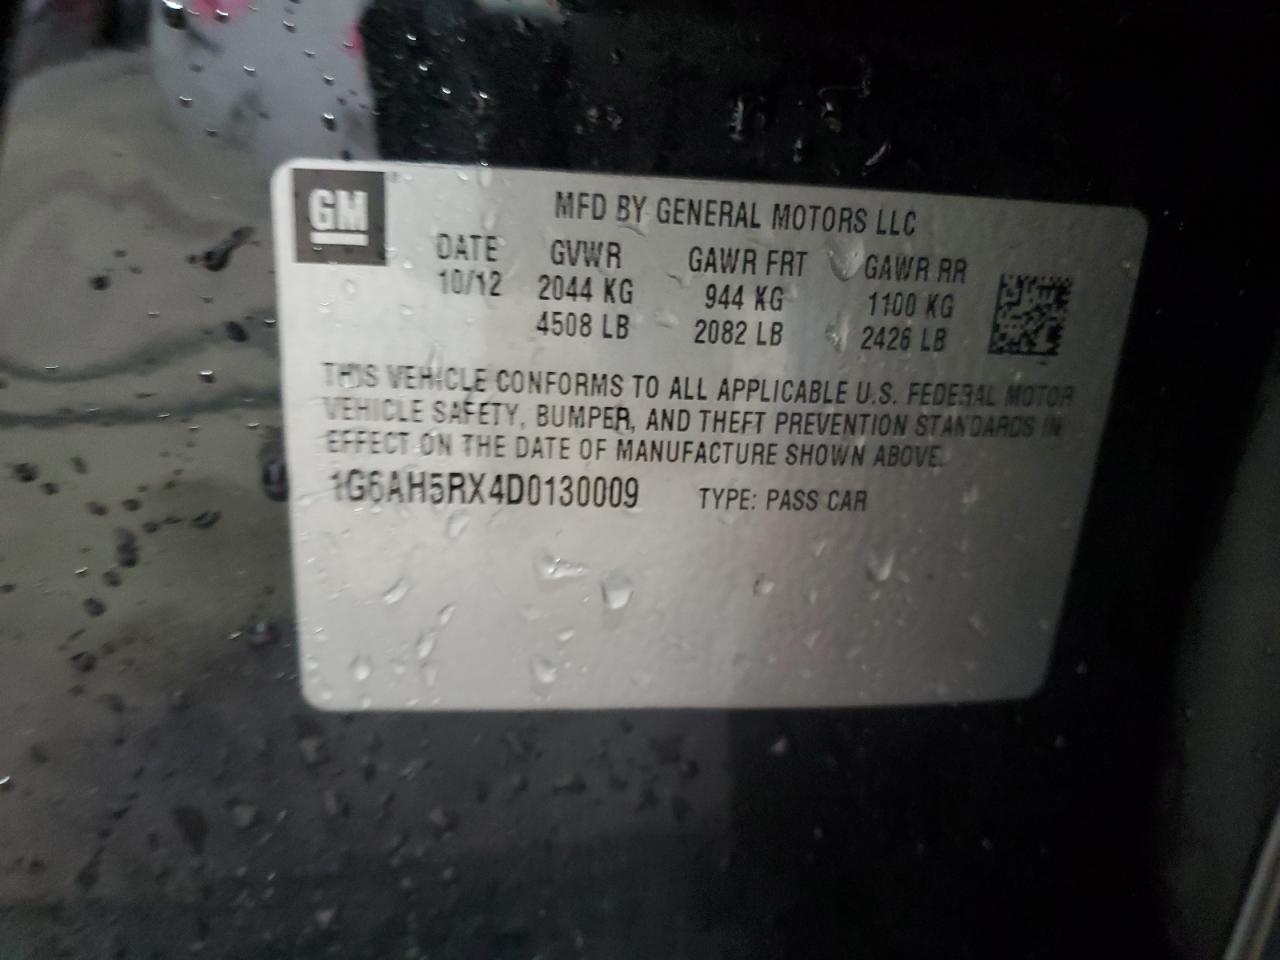 GM
MFD BY GENERAL MOTORS LLC
DATE GVWR GAWR FRT GAWR RR
10/12 2044 KG 944 KG 1100 KG
4508 LB 2082 LB 2426 LB
THIS VEHICLE CONFORMS TO ALL APPLICABLE U.S. FEDERAL MOTOR
VEHICLE SAFETY, BUMPER, AND THEFT PREVENTION STANDARDS IN
EFFECT ON THE DATE OF MANUFACTURE SHOWN ABOVE.
1G6AH5RX4D0130009 TYPE: PASS CAR